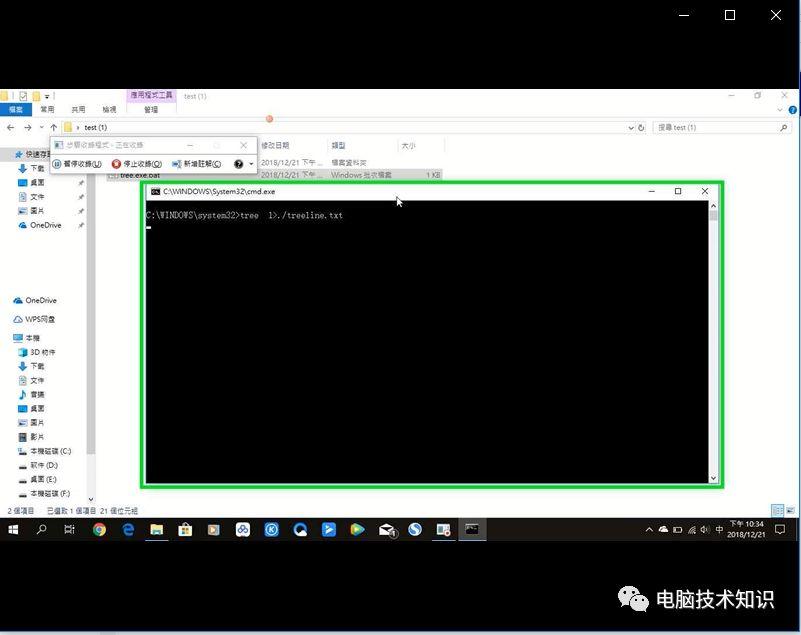 應用程式工具
test (1)
檔案
常用
共用
檢視
管理
test (1)
搜尋 test (1)
步驟收錄程式 - 正在收錄
暫停收錄(U)
停止收錄(O)
新增註解(C)
修改日期
類型
大小
2018/12/21 下午 ...
檔案資料夾
tree.exe.bat
2018/12/21 下午 ...
Windows 批次檔案
1 KB
快速存取
下載
桌面
文件
圖片
OneDrive
C:\WINDOWS\System32\cmd.exe
C:\WINDOWS\system32>tree  1>./treeline.txt
OneDrive
WPS网盘
本機
3D 物件
下載
文件
音樂
桌面
圖片
影片
本機磁碟 (C:)
软件 (D:)
桌面 (E:)
本機磁碟 (F:)
2 個項目
已選取 1 個項目 21 個位元組
中
下午 10:34
2018/12/21
电脑技术知识